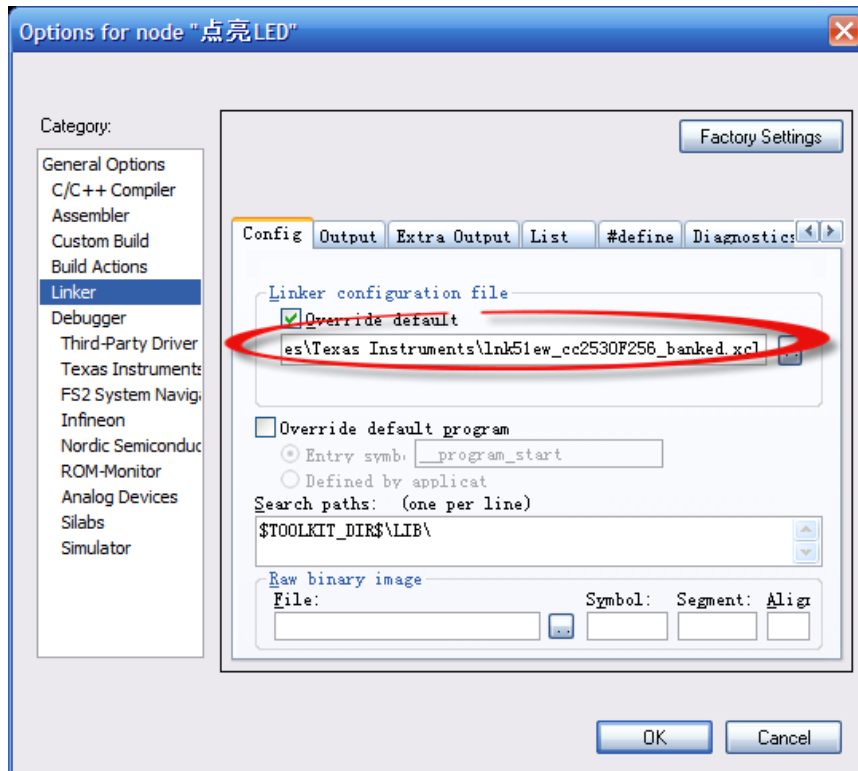 Options for node "点亮LED"
Category:
Factory Settings
General Options
C/C++ Compiler
Assembler
Custom Build
Build Actions
Linker
Debugger
Third-Party Driver
Texas Instruments
FS2 System Navig
Infineon
Nordic Semiconduc
ROM-Monitor
Analog Devices
Silabs
Simulator
Config Output Extra Output List #define Diagnostics
Linker configuration file
Override default
es\Texas Instruments\lnk51ew_cc2530F256_banked.xcl
..
Override default program
Entry symb __program_start
Defined by applicat
Search paths: (one per line)
$TOOLKIT_DIR$\LIB\
Raw binary image
File: Symbol: Segment: Alig
..
OK Cancel